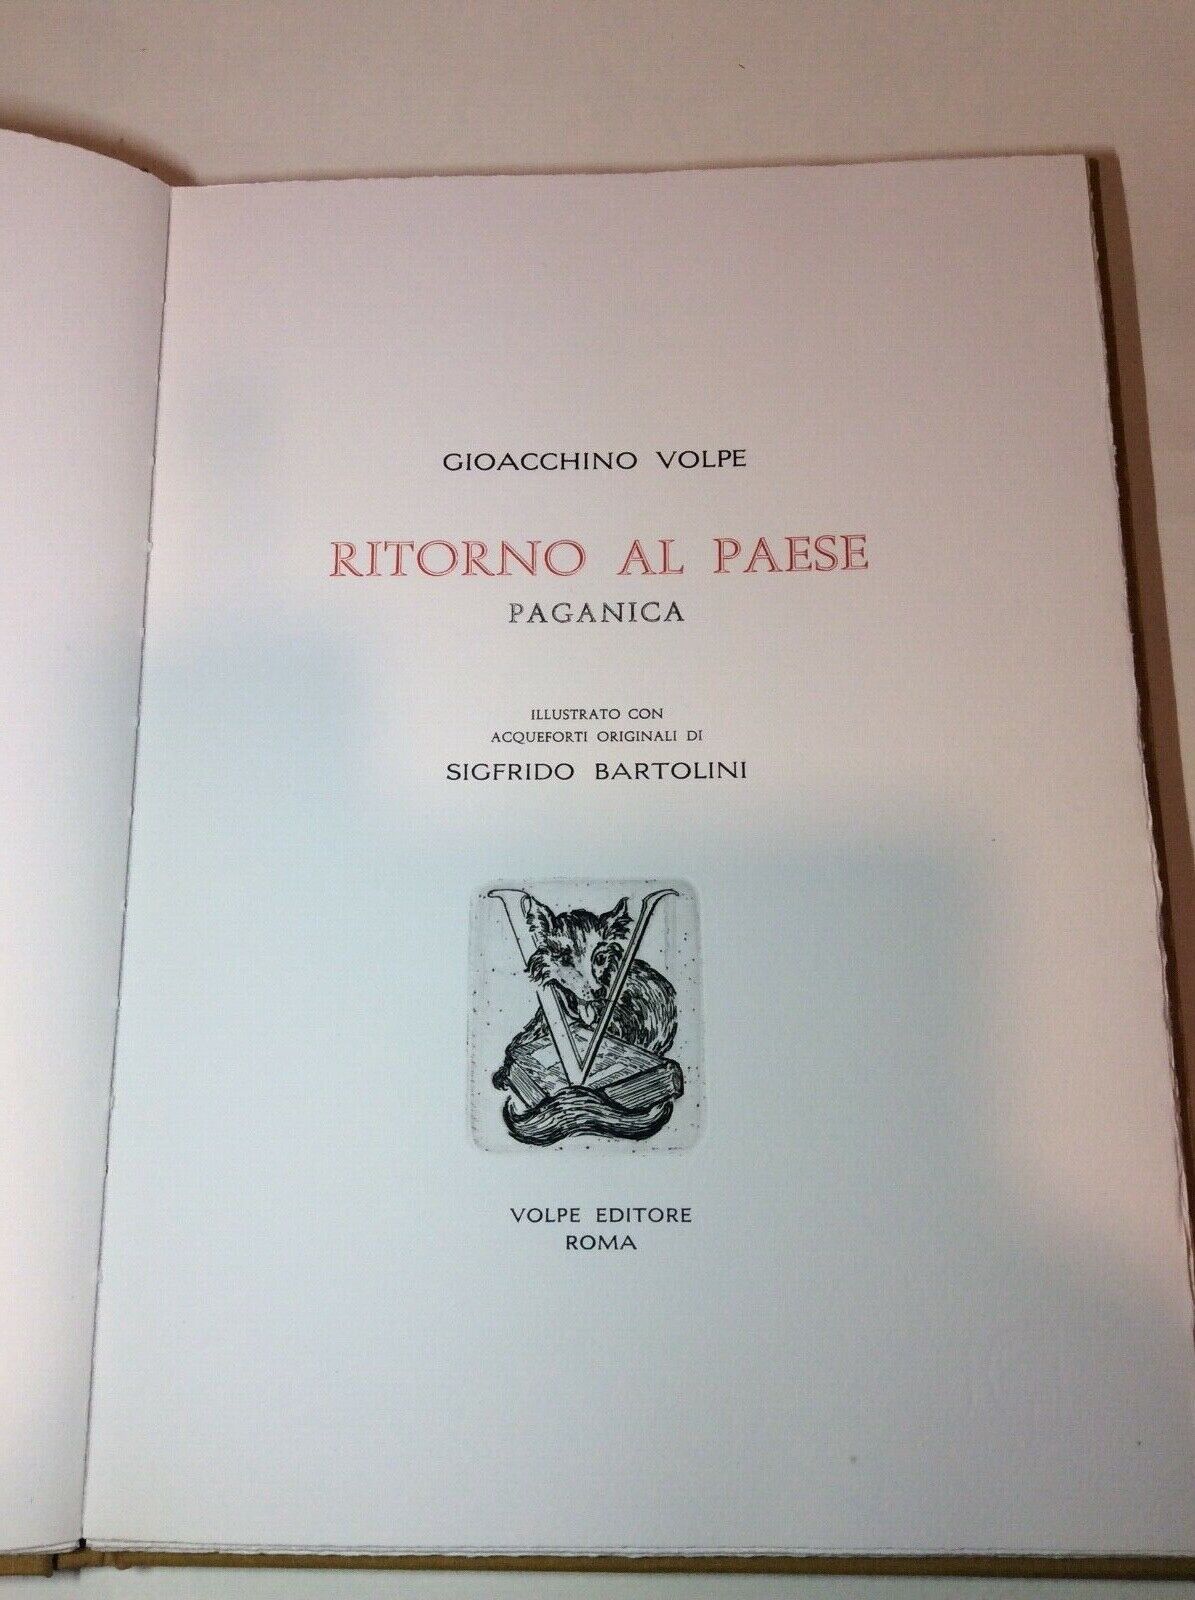 GIOACCHINO VOLPE
RITORNO AL PAESE
PAGANICA
ILLUSTRATO CON
ACQUEFORTI ORIGINALI DI
SIGFRIDO BARTOLINI
V
VOLPE EDITORE
ROMA